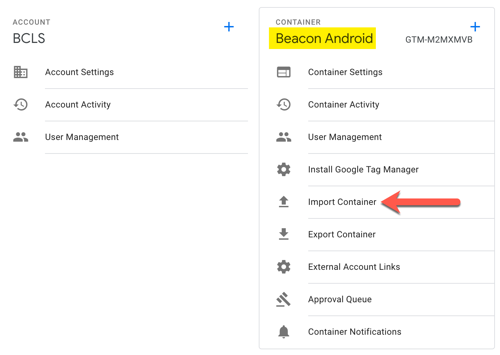 ACCOUNT
BCLS
Account Settings
Account Activity
User Management
CONTAINER
Beacon Android GTM-M2MXMVB
Container Settings
Container Activity
User Management
Install Google Tag Manager
Import Container
Export Container
External Account Links
Approval Queue
Container Notifications